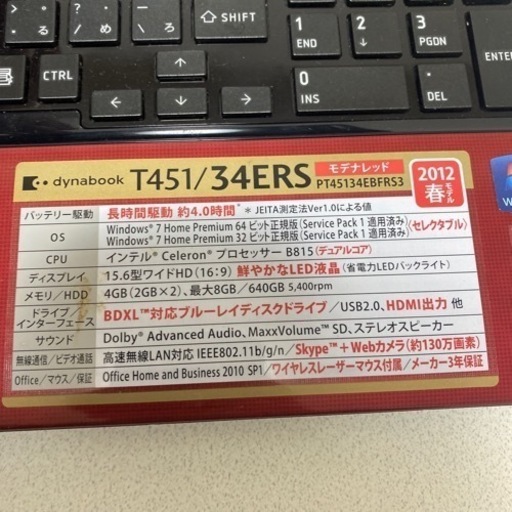 。 る め ろ SHIFT 1 END 2 3 PGDN
CTRL 0 INS . DEL ENTER
dynabook T451/34ERS モデナレッド PT45134EBFRS3 2012 春モデル
バッテリー駆動 長時間駆動 約4.0時間* * JEITA測定法Ver1.0による値
OS Windows® 7 Home Premium 64 ビット正規版(Service Pack 1 適用済み)
Windows® 7 Home Premium 32 ビット正規版(Service Pack 1 適用済み) (セレクタブル)
CPU インテル® Celeron® プロセッサー B815 (デュアルコア)
ディスプレイ 15.6型ワイドHD(16:9) 鮮やかなLED液晶(省電力LEDバックライト)
メモリ/HDD 4GB(2GB×2)、最大8GB/640GB 5,400rpm
ドライブ/インターフェース BDXL™対応ブルーレイディスクドライブ/USB2.0、HDMI出力 他
サウンド Dolby® Advanced Audio、MaxxVolume™ SD、ステレオスピーカー
無線通信/ビデオ通話 高速無線LAN対応 IEEE802.11b/g/n/Skype™+Webカメラ(約130万画素)
Office/マウス/保証 Office Home and Business 2010 SP1/ワイヤレスレーザーマウス付属/メーカー3年保証